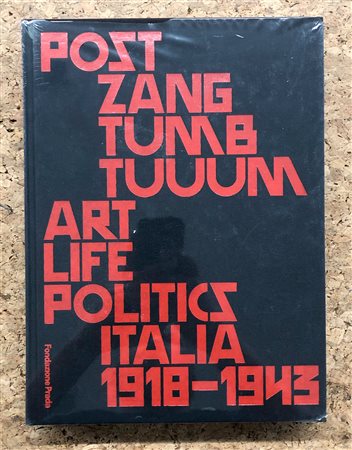 POST
ZANG
TUMB
TUUUM
ART
LIFE
POLITICS
ITALIA
1918–1943
Fondazione Prada